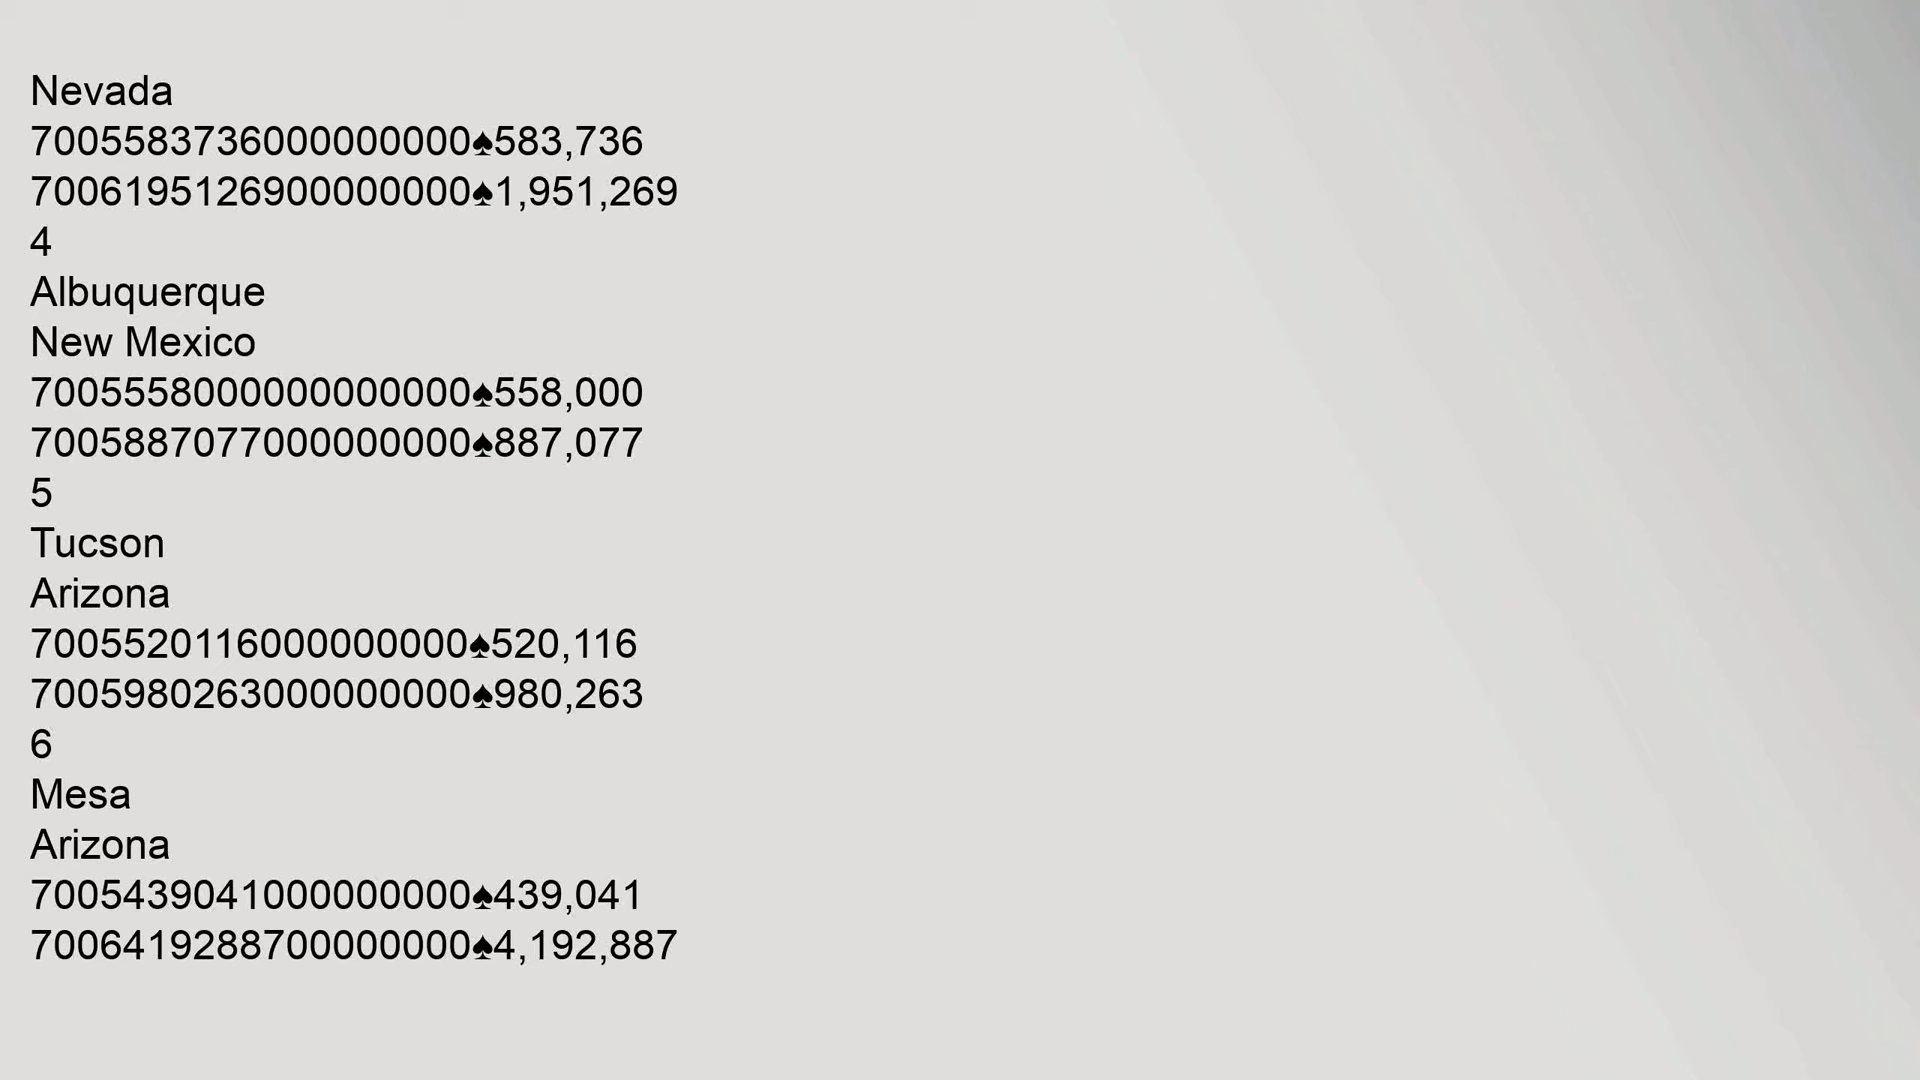 Nevada
7005583736000000000♠583,736
7006195126900000000♠1,951,269
4
Albuquerque
New Mexico
7005558000000000000♠558,000
7005887077000000000♠887,077
5
Tucson
Arizona
7005520116000000000♠520,116
7005980263000000000♠980,263
6
Mesa
Arizona
7005439041000000000♠439,041
7006419288700000000♠4,192,887